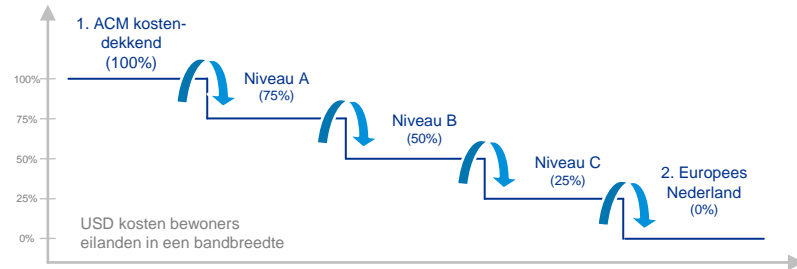 1. ACM kosten-
dekkend
(100%)
Niveau A
(75%)
Niveau B
(50%)
Niveau C
(25%)
2. Europees
Nederland
(0%)
100%
75%
50%
25%
0%
USD kosten bewoners
eilanden in een bandbreedte